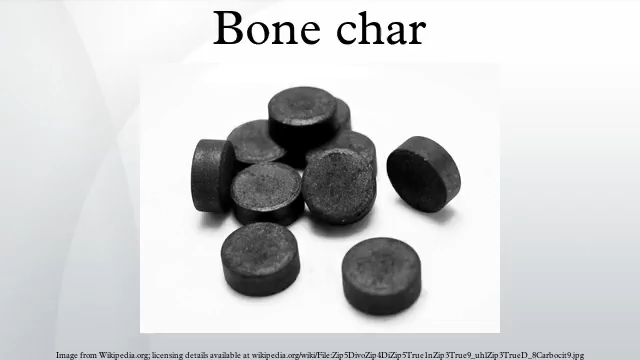 Bone char
Image from Wikipedia.org; licensing details available at wikipedia.org/wiki/File:Zip5DivoZip4DiZip5True1nZip3True9_uhlZip3TrueD_8Carbocit9.jpg